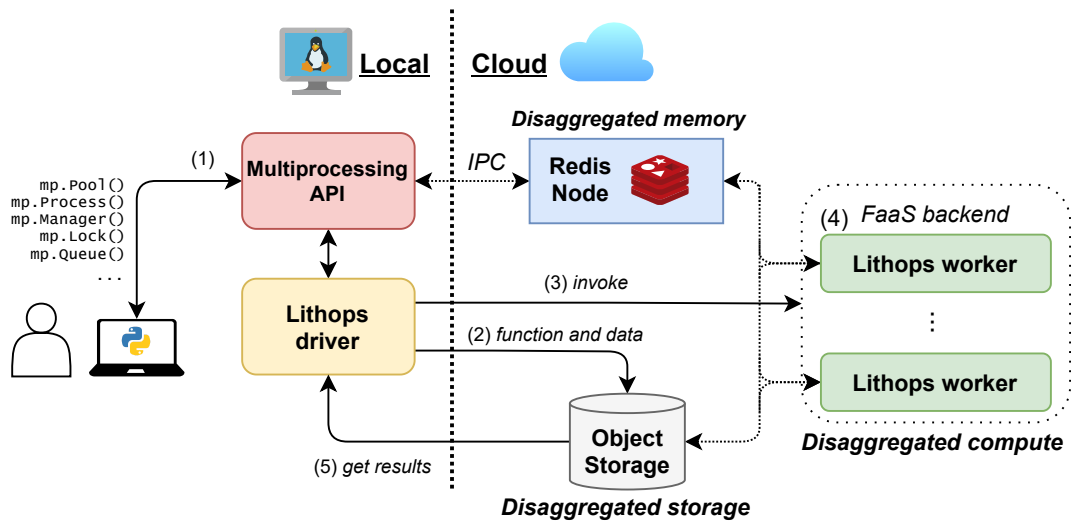 Local
Cloud
Disaggregated memory
(1)
Multiprocessing
API
IPC
Redis
Node
mp.Pool()
mp.Process()
mp.Manager()
mp.Lock()
mp.Queue()
...
(4) FaaS backend
Lithops worker
(3) invoke
Lithops
driver
(2) function and data
Lithops worker
Object
Storage
Disaggregated compute
(5) get results
Disaggregated storage